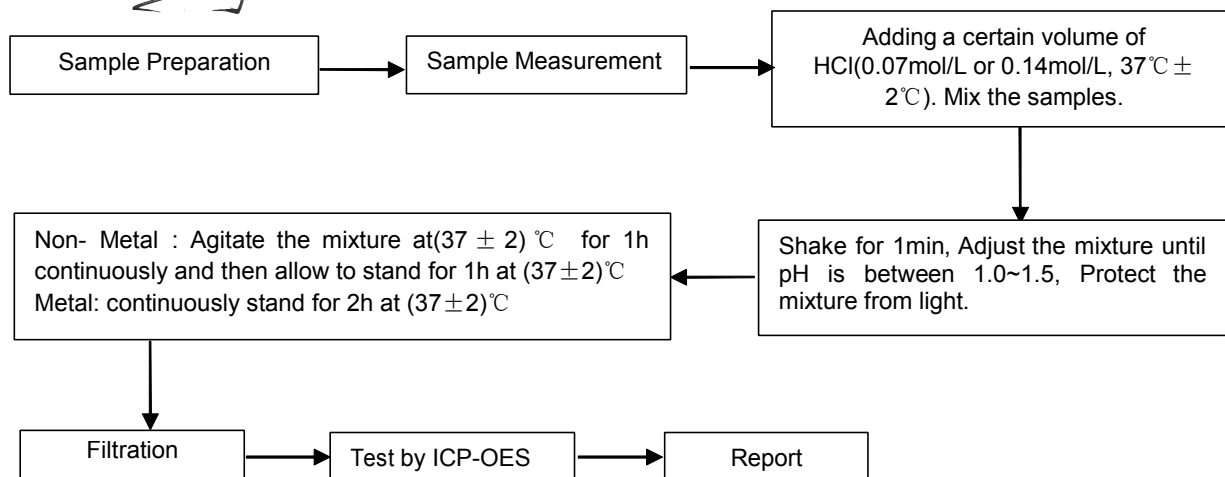 Sample Preparation
Sample Measurement
Adding a certain volume of
HCl(0.07mol/L or 0.14mol/L, 37℃±
2℃). Mix the samples.
Shake for 1min, Adjust the mixture until
pH is between 1.0~1.5, Protect the
mixture from light.
Non- Metal : Agitate the mixture at(37 ± 2) ℃ for 1h
continuously and then allow to stand for 1h at (37±2)℃
Metal: continuously stand for 2h at (37±2)℃
Filtration
Test by ICP-OES
Report